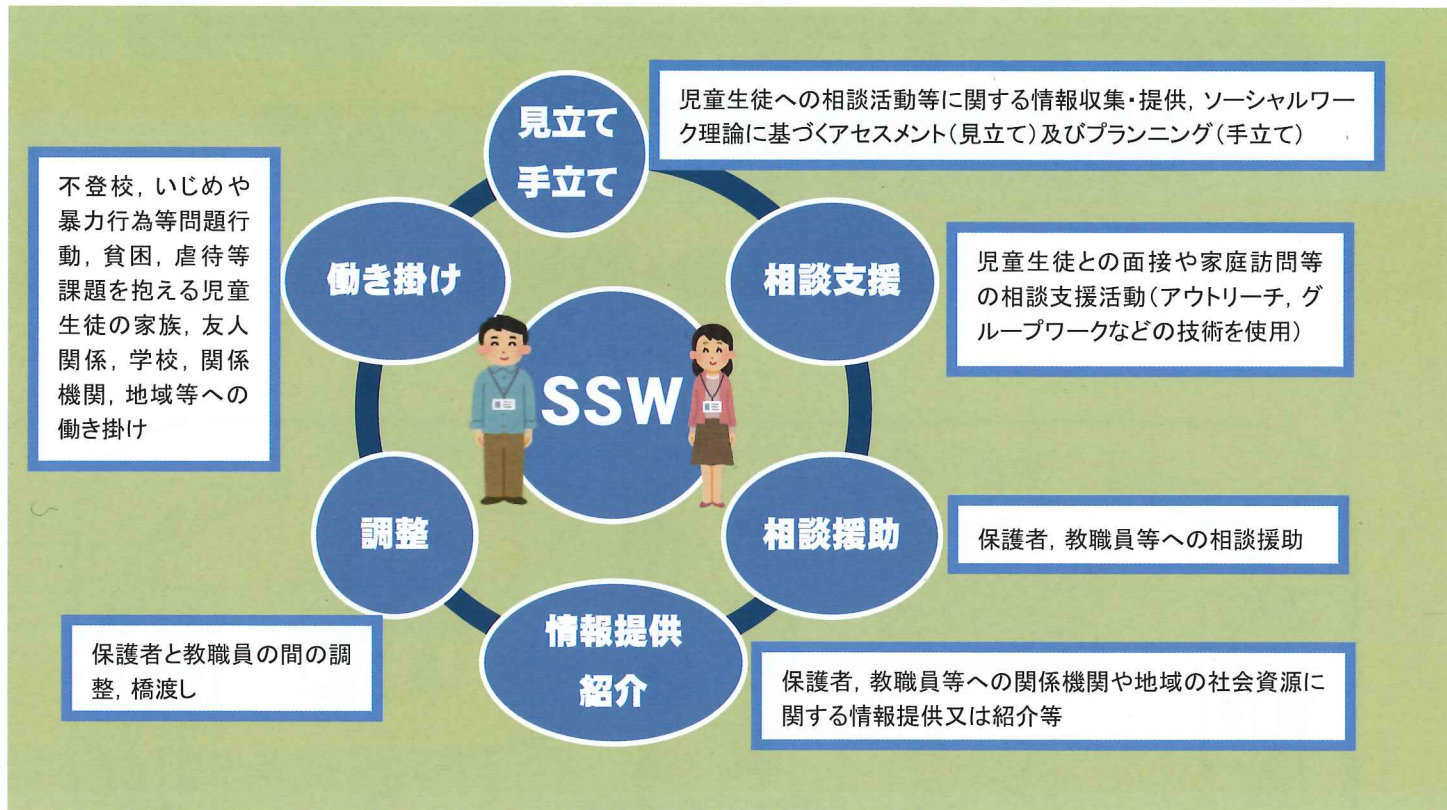 見立て
手立て
児童生徒への相談活動等に関する情報収集・提供, ソーシャルワー
ク理論に基づくアセスメント(見立て)及びプランニング(手立て)
働き掛け
不登校, いじめや
暴力行為等問題行
動, 貧困, 虐待等
課題を抱える児童
生徒の家族, 友人
関係, 学校, 関係
機関, 地域等への
働き掛け
相談支援
児童生徒との面接や家庭訪問等
の相談支援活動(アウトリーチ, グ
ループワークなどの技術を使用)
SSW
調整
保護者と教職員の間の調
整, 橋渡し
相談援助
保護者, 教職員等への相談援助
情報提供
紹介
保護者, 教職員等への関係機関や地域の社会資源に
関する情報提供又は紹介等